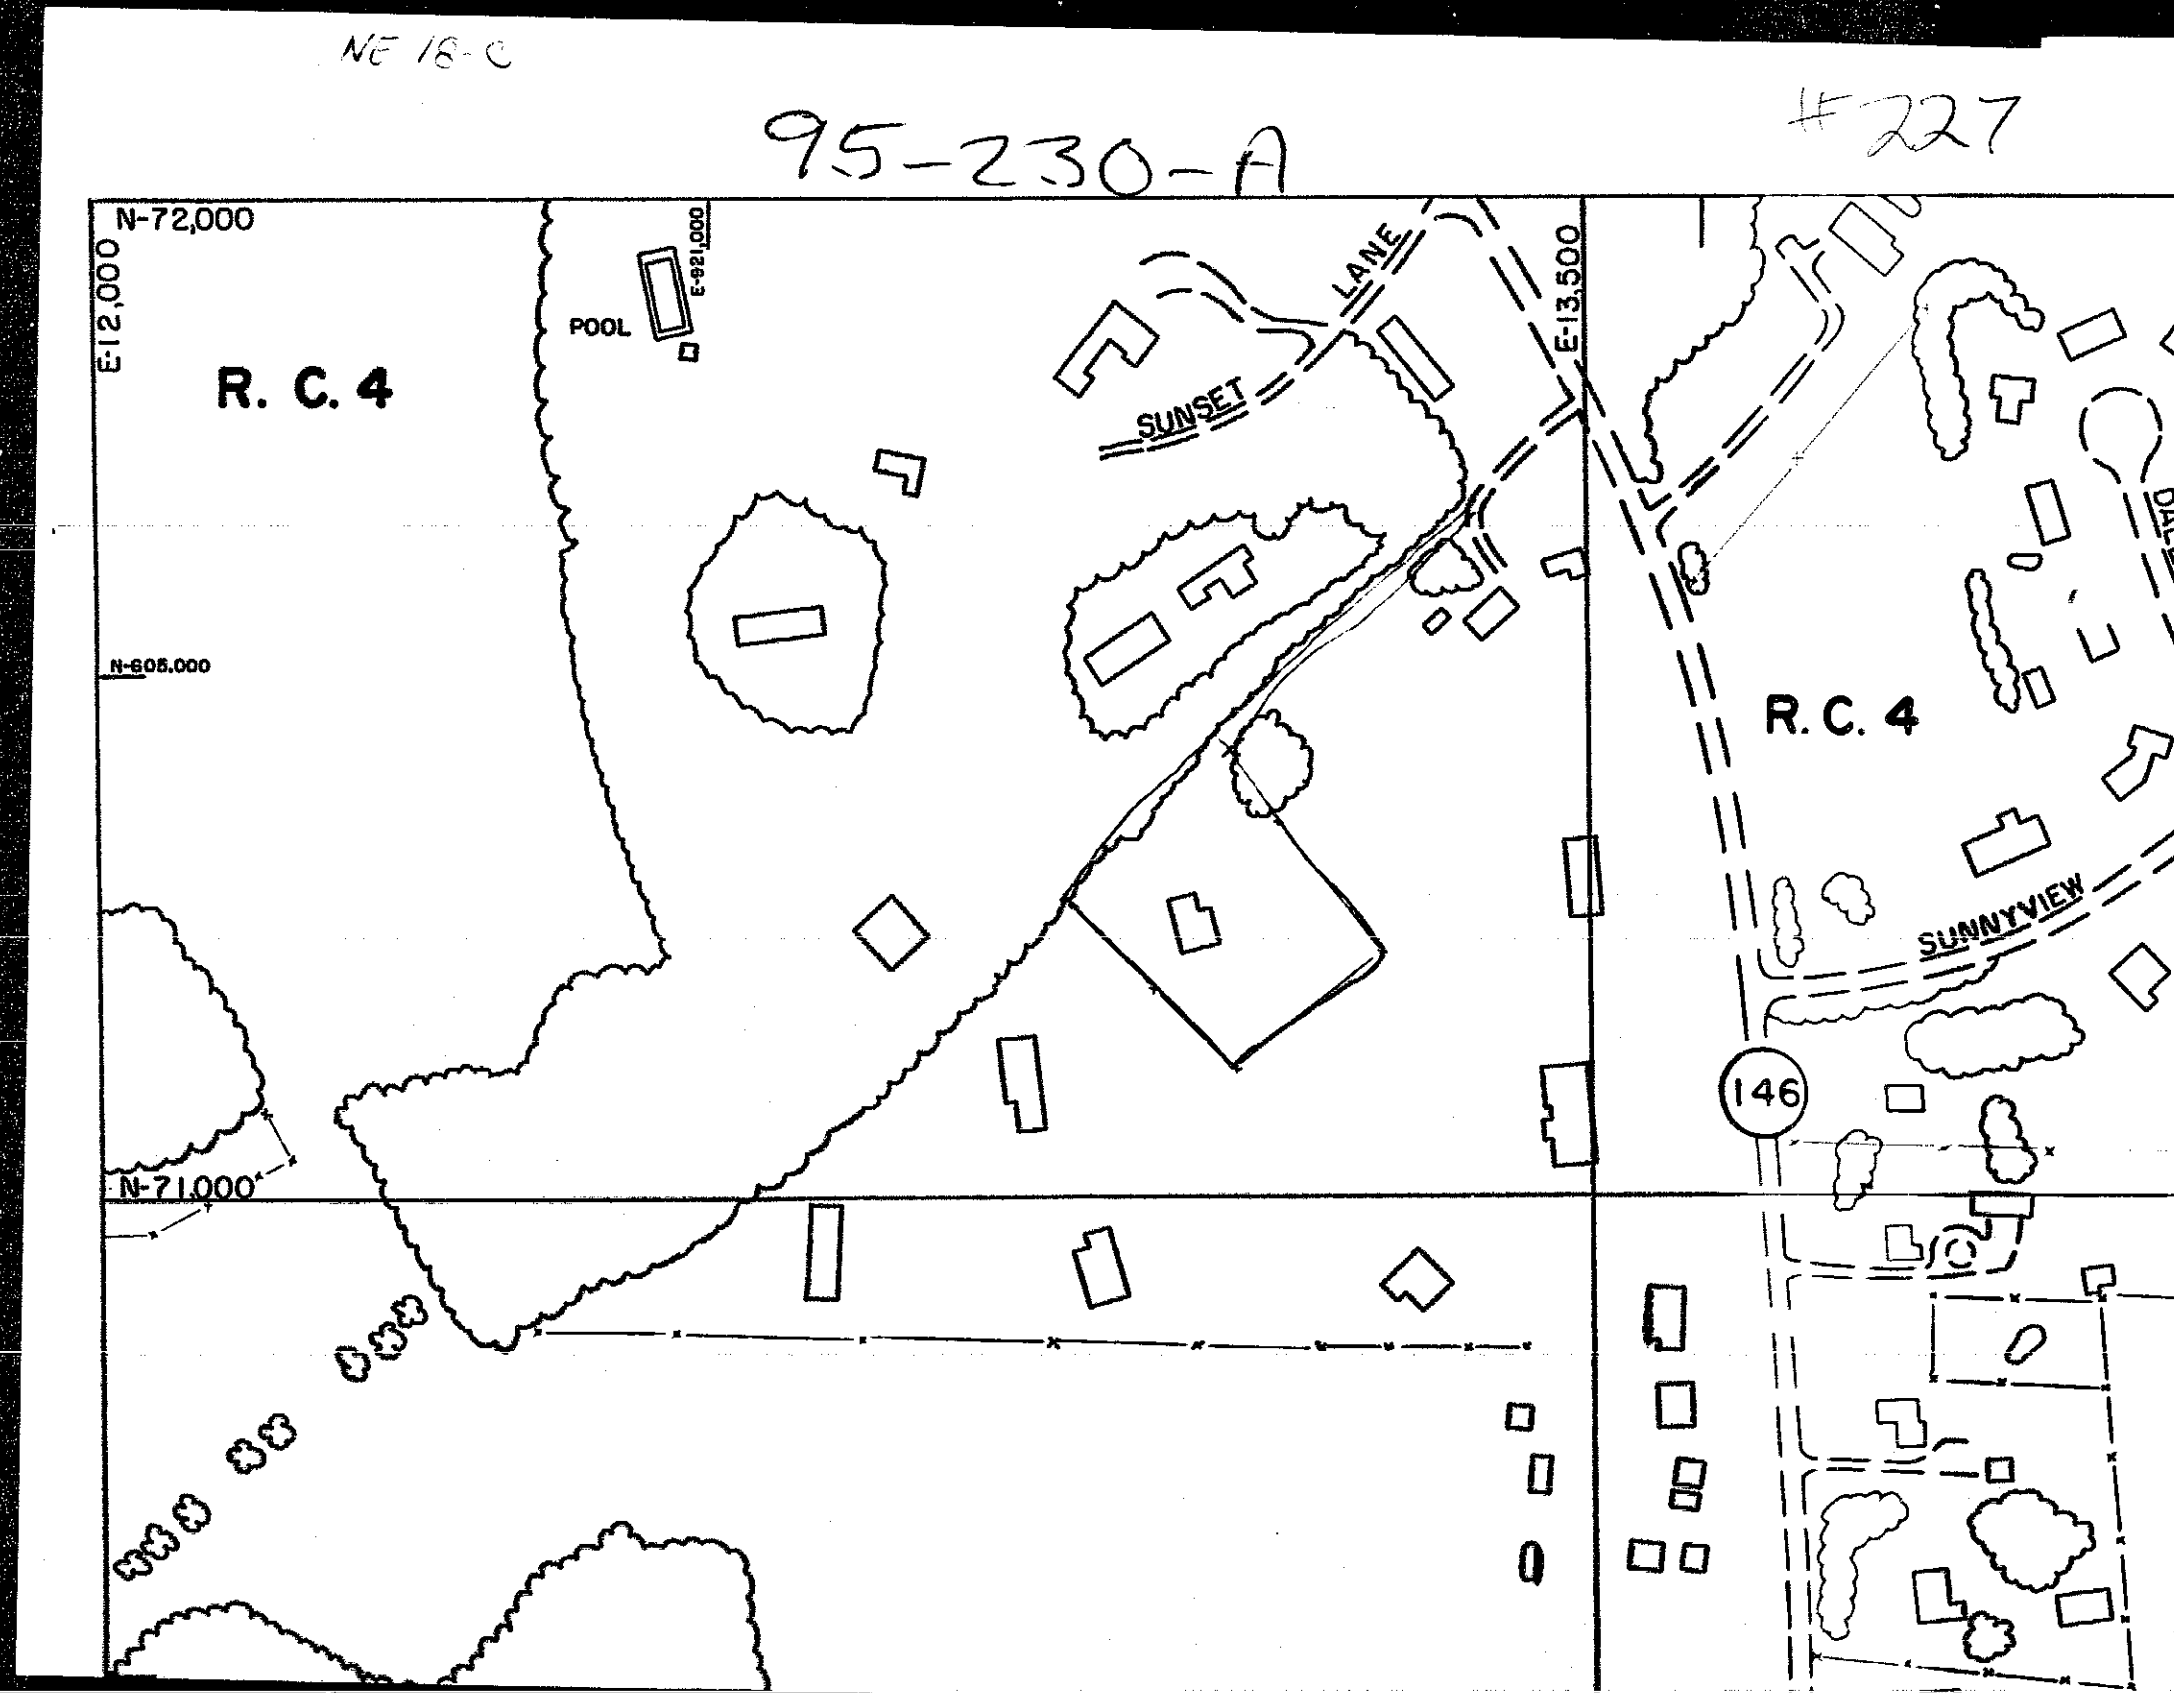 NE 18-C
#227
95-230-A
N-72,000
E-12,000
E-921,000
E-13,500
POOL
LANE
SUNSET
R. C. 4
N-605.000
R. C. 4
SUNNYVIEW
146
N-71,000